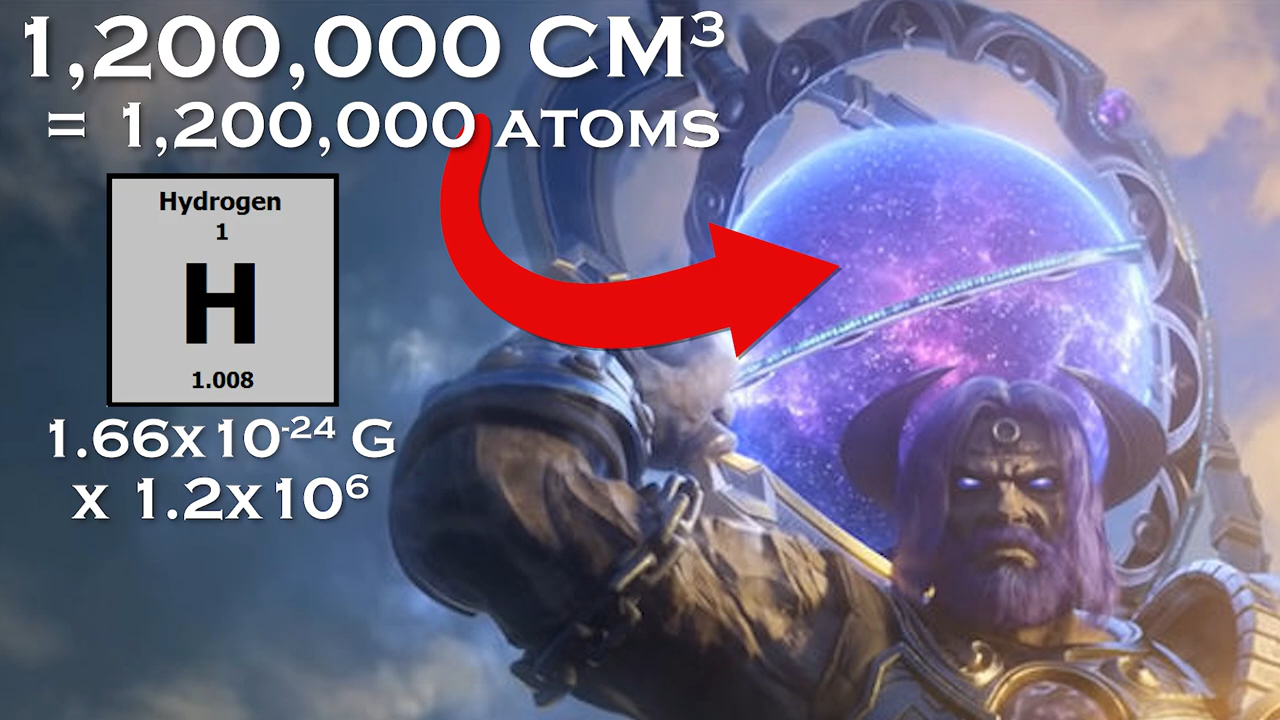 1,200,000 CM³
= 1,200,000 ATOMS
Hydrogen
1
H
1.008
1.66x10⁻²⁴ G
x 1.2x10⁶